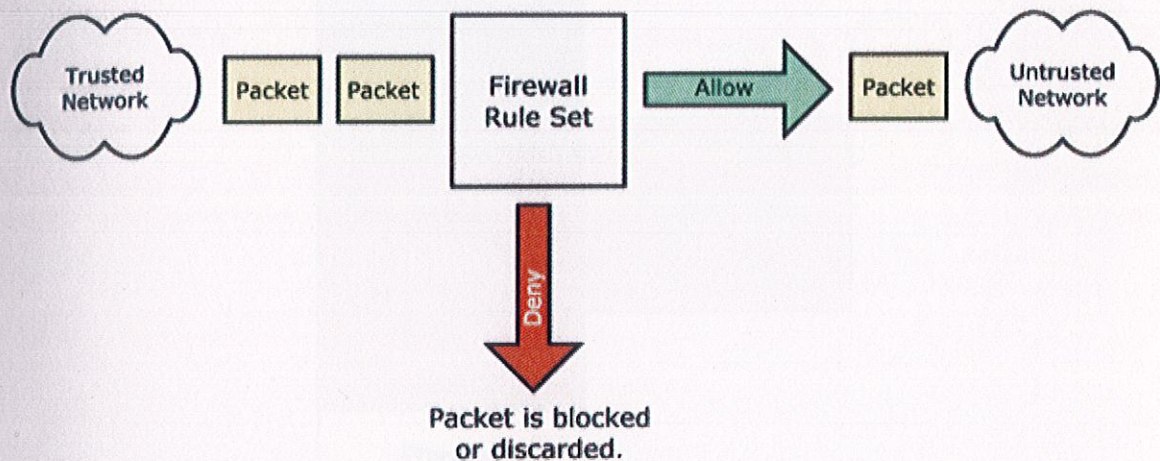 Trusted
Network
Packet
Packet
Firewall
Rule Set
Allow
Packet
Untrusted
Network
Deny
Packet is blocked
or discarded.